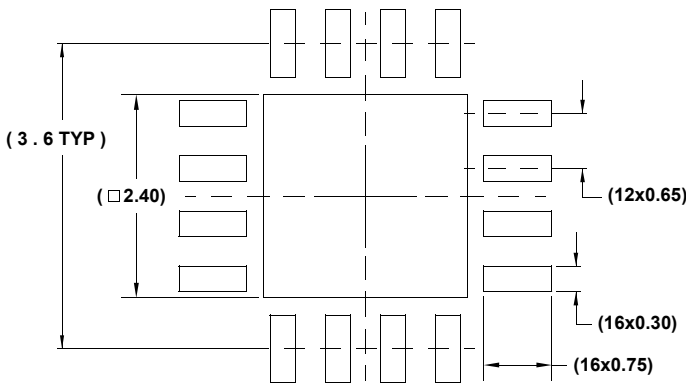 ( 3 . 6 TYP )
( □ 2.40)
(12x0.65)
(16x0.30)
(16x0.75)